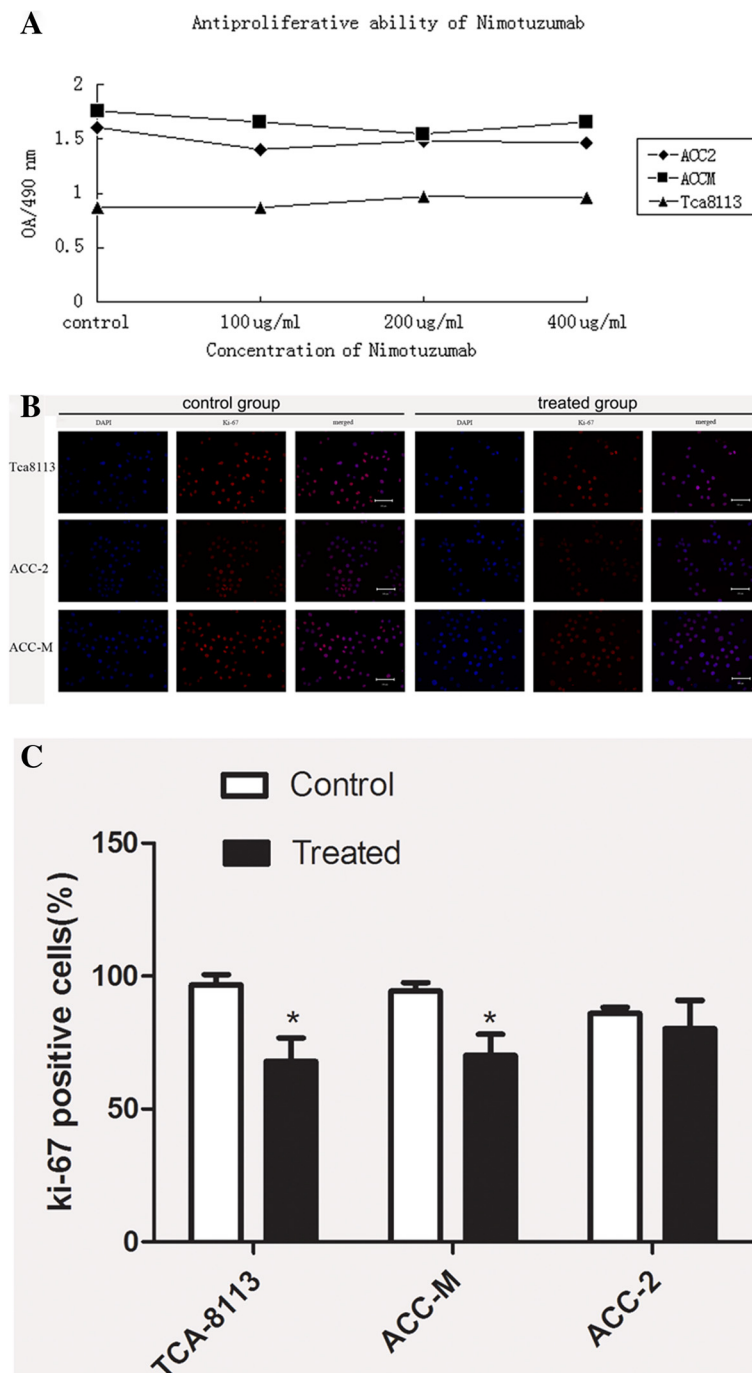 A
Antiproliferative ability of Nimotuzumab
2
1.5
1
0.5
0
OA/490 nm
control 100ug/ml 200ug/ml 400ug/ml
Concentration of Nimotuzumab
ACC2
ACCM
Tca8113
B
control group treated group
DAPI Ki-67 merged DAPI Ki-67 merged
Tca8113
ACC-2
ACC-M
C
Control
Treated
150
100
50
0
ki-67 positive cells(%)
* *
TCA-8113 ACC-M ACC-2